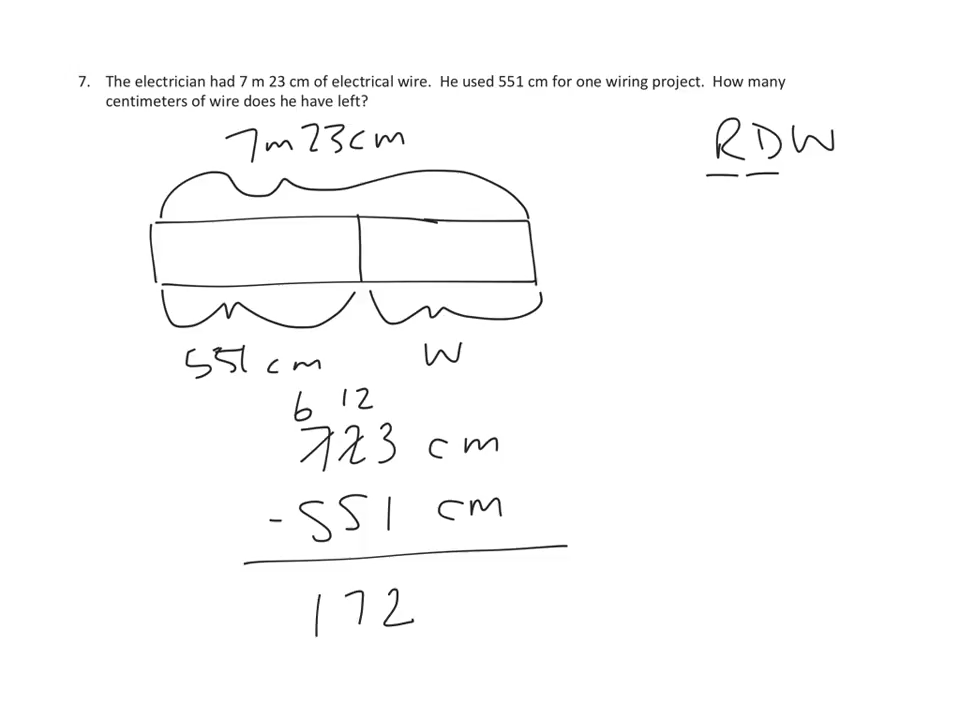 7. The electrician had 7 m 23 cm of electrical wire. He used 551 cm for one wiring project. How many
centimeters of wire does he have left?
RDW
7m 23cm
551 cm W
6 12
723 cm
- 551 cm
172